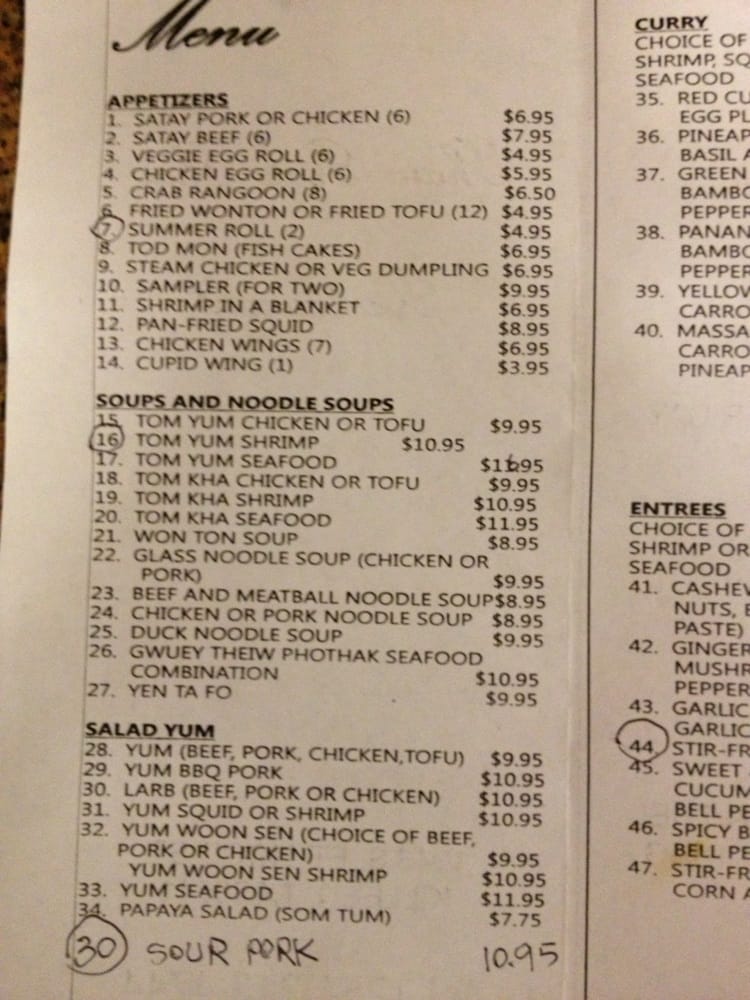 Menu
APPETIZERS
1. SATAY PORK OR CHICKEN (6) $6.95
2. SATAY BEEF (6) $7.95
3. VEGGIE EGG ROLL (6) $4.95
4. CHICKEN EGG ROLL (6) $5.95
5. CRAB RANGOON (8) $6.50
6. FRIED WONTON OR FRIED TOFU (12) $4.95
7. SUMMER ROLL (2) $4.95
8. TOD MON (FISH CAKES) $6.95
9. STEAM CHICKEN OR VEG DUMPLING $6.95
10. SAMPLER (FOR TWO) $9.95
11. SHRIMP IN A BLANKET $6.95
12. PAN-FRIED SQUID $8.95
13. CHICKEN WINGS (7) $6.95
14. CUPID WING (1) $3.95
SOUPS AND NOODLE SOUPS
15. TOM YUM CHICKEN OR TOFU $9.95
16. TOM YUM SHRIMP $10.95
17. TOM YUM SEAFOOD $11.95
18. TOM KHA CHICKEN OR TOFU $9.95
19. TOM KHA SHRIMP $10.95
20. TOM KHA SEAFOOD $11.95
21. WON TON SOUP $8.95
22. GLASS NOODLE SOUP (CHICKEN OR
PORK) $9.95
23. BEEF AND MEATBALL NOODLE SOUP $8.95
24. CHICKEN OR PORK NOODLE SOUP $8.95
25. DUCK NOODLE SOUP $9.95
26. GWUEY THEIW PHOTHAK SEAFOOD
COMBINATION $10.95
27. YEN TA FO $9.95
SALAD YUM
28. YUM (BEEF, PORK, CHICKEN,TOFU) $9.95
29. YUM BBQ PORK $10.95
30. LARB (BEEF, PORK OR CHICKEN) $10.95
31. YUM SQUID OR SHRIMP $10.95
32. YUM WOON SEN (CHOICE OF BEEF,
PORK OR CHICKEN) $9.95
YUM WOON SEN SHRIMP $10.95
33. YUM SEAFOOD $11.95
34. PAPAYA SALAD (SOM TUM) $7.75
30 SOUR PORK 10.95
CURRY
CHOICE OF
SHRIMP, SQ
SEAFOOD
35. RED CU
EGG PL
36. PINEAP
BASIL A
37. GREEN
BAMBO
PEPPER
38. PANAN
BAMBO
PEPPER
39. YELLOW
CARRO
40. MASSA
CARRO
PINEAP
ENTREES
CHOICE OF
SHRIMP OR
SEAFOOD
41. CASHEW
NUTS, B
PASTE)
42. GINGER
MUSHR
PEPPER
43. GARLIC
GARLIC
44. STIR-FR
45. SWEET
CUCUM
BELL PE
46. SPICY B
BELL PE
47. STIR-FR
CORN A